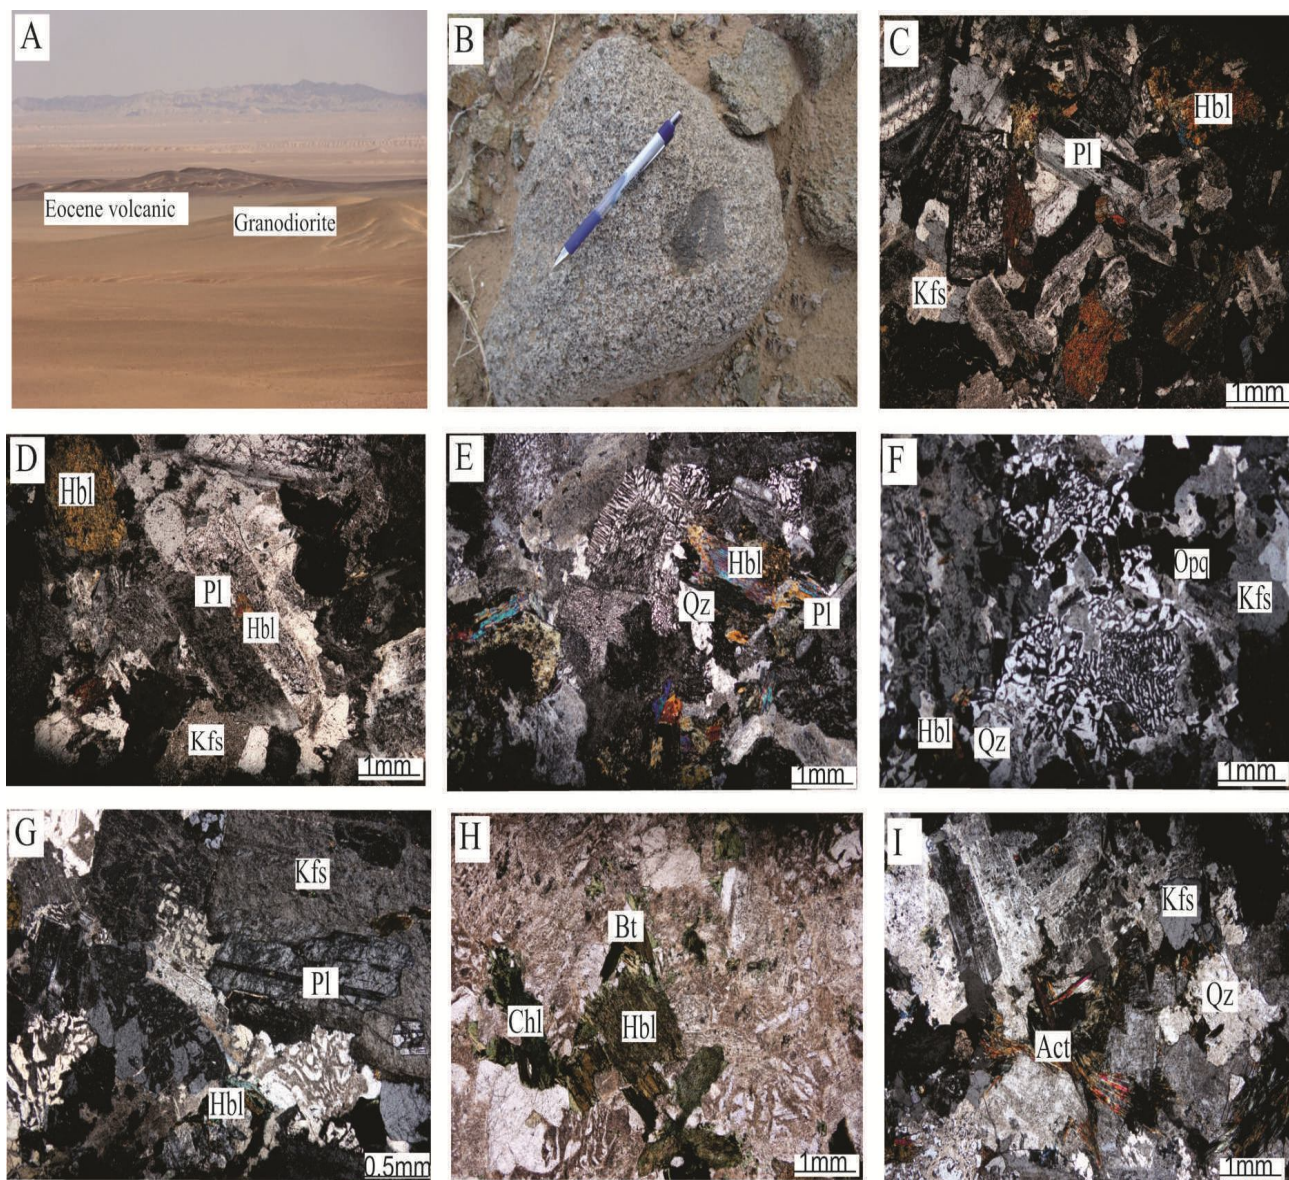 A
B
C
Eocene volcanic
Granodiorite
Hbl
Pl
Kfs
1mm
D
E
F
Hbl
Pl
Hbl
Kfs
1mm
Hbl
Qz
Pl
1mm
Opq
Kfs
Hbl
Qz
1mm
G
H
I
Kfs
Pl
Hbl
0.5mm
Bt
Chl
Hbl
1mm
Kfs
Qz
Act
1mm